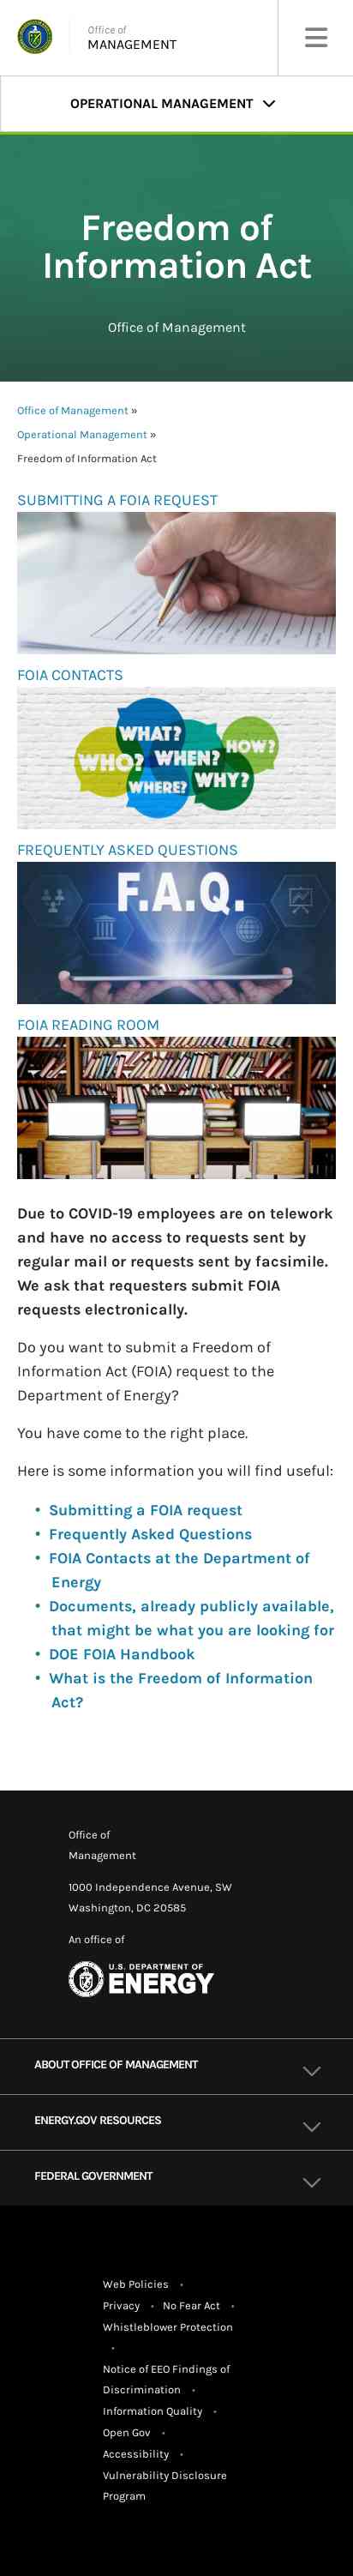 Office of
MANAGEMENT
OPERATIONAL MANAGEMENT
Freedom of
Information Act
Office of Management
Office of Management »
Operational Management »
Freedom of Information Act
SUBMITTING A FOIA REQUEST
FOIA CONTACTS
WHAT?
HOW?
WHO?
WHEN?
WHY?
WHERE?
FREQUENTLY ASKED QUESTIONS
F.A.Q.
FOIA READING ROOM
Due to COVID-19 employees are on telework
and have no access to requests sent by
regular mail or requests sent by facsimile.
We ask that requesters submit FOIA
requests electronically.
Do you want to submit a Freedom of
Information Act (FOIA) request to the
Department of Energy?
You have come to the right place.
Here is some information you will find useful:
• Submitting a FOIA request
• Frequently Asked Questions
• FOIA Contacts at the Department of
Energy
• Documents, already publicly available,
that might be what you are looking for
• DOE FOIA Handbook
• What is the Freedom of Information
Act?
Office of
Management
1000 Independence Avenue, SW
Washington, DC 20585
An office of
U.S. DEPARTMENT OF
ENERGY
ABOUT OFFICE OF MANAGEMENT
ENERGY.GOV RESOURCES
FEDERAL GOVERNMENT
Web Policies •
Privacy • No Fear Act •
Whistleblower Protection
•
Notice of EEO Findings of
Discrimination •
Information Quality •
Open Gov •
Accessibility •
Vulnerability Disclosure
Program